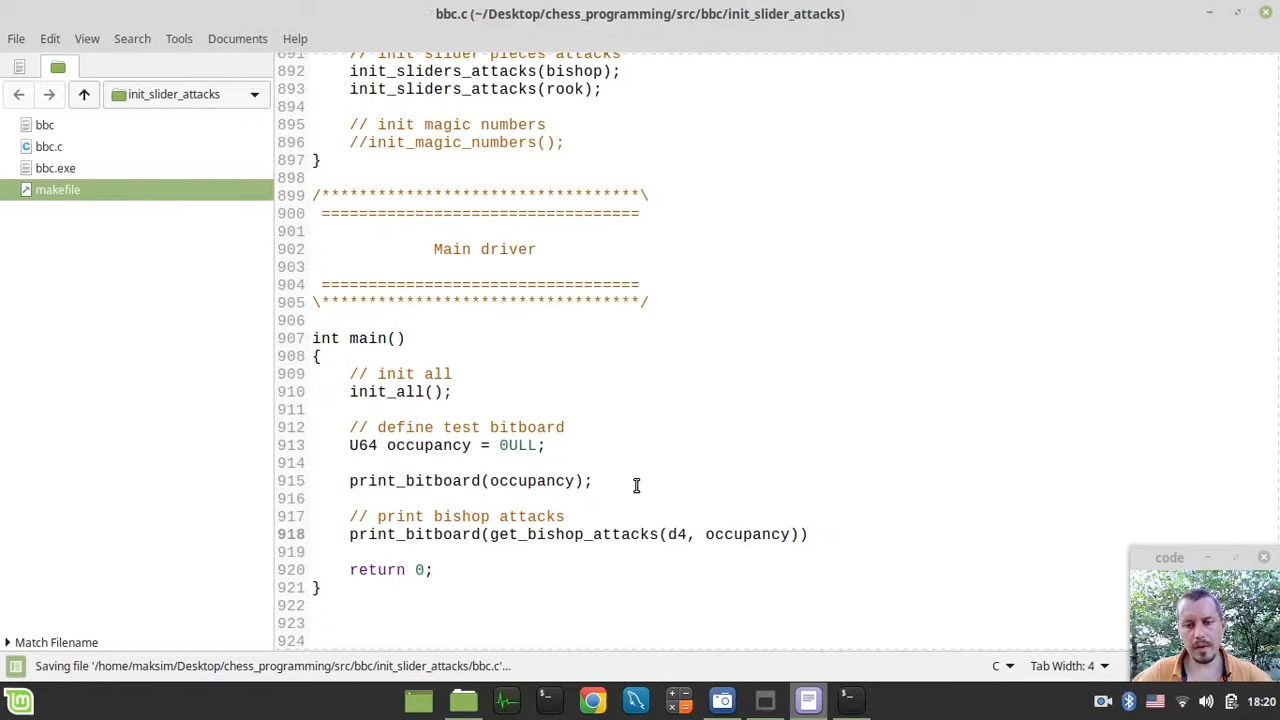 bbc.c (~/Desktop/chess_programming/src/bbc/init_slider_attacks)
File Edit View Search Tools Documents Help
init_slider_attacks
bbc
bbc.c
bbc.exe
makefile
Match Filename
891 // init slider pieces attacks
892 init_sliders_attacks(bishop);
893 init_sliders_attacks(rook);
894
895 // init magic numbers
896 //init_magic_numbers();
897 }
898
899 /**********************************\
900 ==================================
901
902 Main driver
903
904 ==================================
905 \**********************************/
906
907 int main()
908 {
909 // init all
910 init_all();
911
912 // define test bitboard
913 U64 occupancy = 0ULL;
914
915 print_bitboard(occupancy);
916
917 // print bishop attacks
918 print_bitboard(get_bishop_attacks(d4, occupancy))
919
920 return 0;
921 }
922
923
924
code
Saving file '/home/maksim/Desktop/chess_programming/src/bbc/init_slider_attacks/bbc.c'...
C
Tab Width: 4
18:20